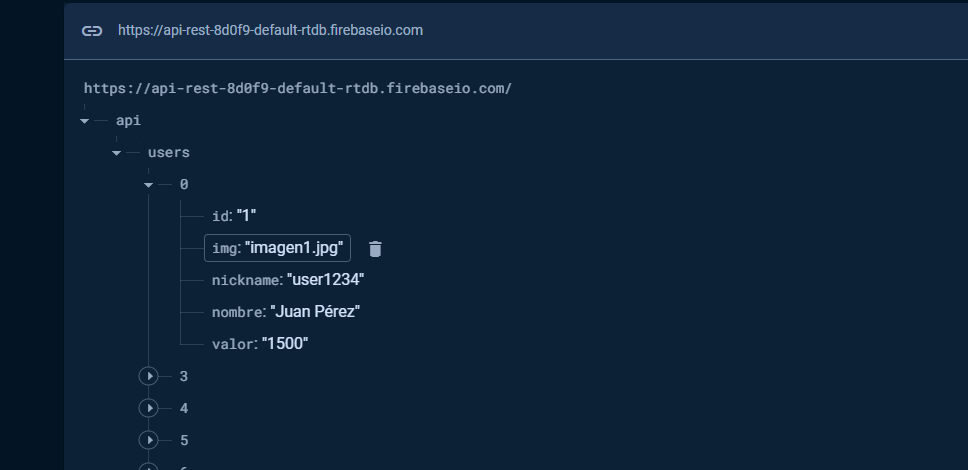 https://api-rest-8d0f9-default-rtdb.firebaseio.com
https://api-rest-8d0f9-default-rtdb.firebaseio.com/
api
users
0
id: "1"
img: "imagen1.jpg"
nickname: "user1234"
nombre: "Juan Pérez"
valor: "1500"
3
4
5